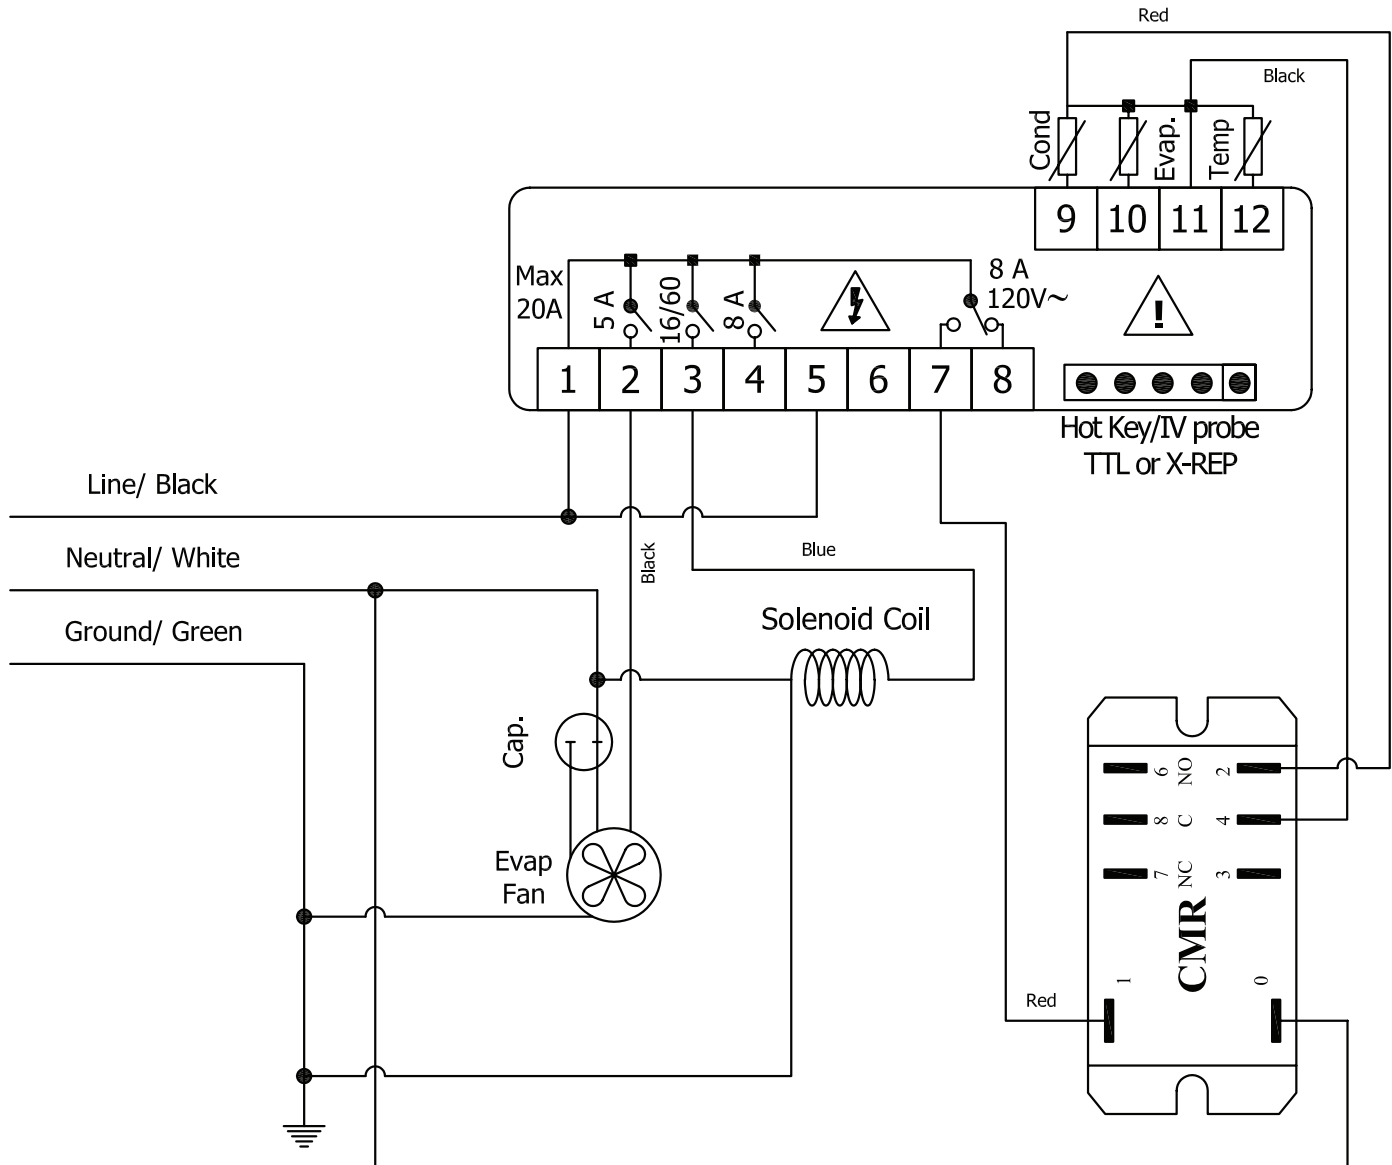 Red
Black
Cond
Evap.
Temp
9 10 11 12
Max
20A
5 A
16/60
8 A
8 A
120V~
!
1 2 3 4 5 6 7 8
Hot Key/IV probe
TTL or X-REP
Line/ Black
Neutral/ White
Black
Blue
Ground/ Green
Solenoid Coil
Cap.
6 NO 2
8 C 4
7 NC 3
Evap
Fan
CMR
1 0
Red